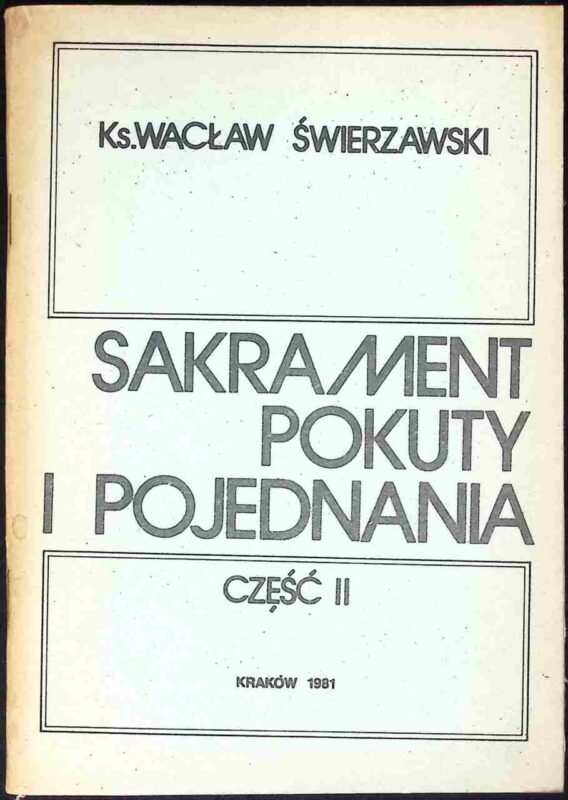 Ks. WACŁAW ŚWIERZAWSKI
SAKRAMENT
POKUTY
I POJEDNANIA
CZĘŚĆ II
KRAKÓW 1981